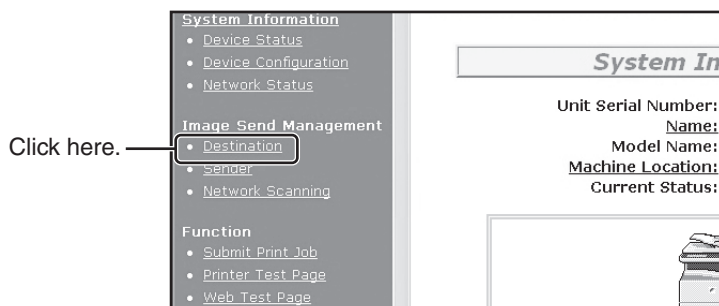 System Information
• Device Status
• Device Configuration
• Network Status
Image Send Management
• Destination
• Sender
• Network Scanning
Function
• Submit Print Job
• Printer Test Page
• Web Test Page
Click here.
System In
Unit Serial Number:
Name:
Model Name:
Machine Location:
Current Status: